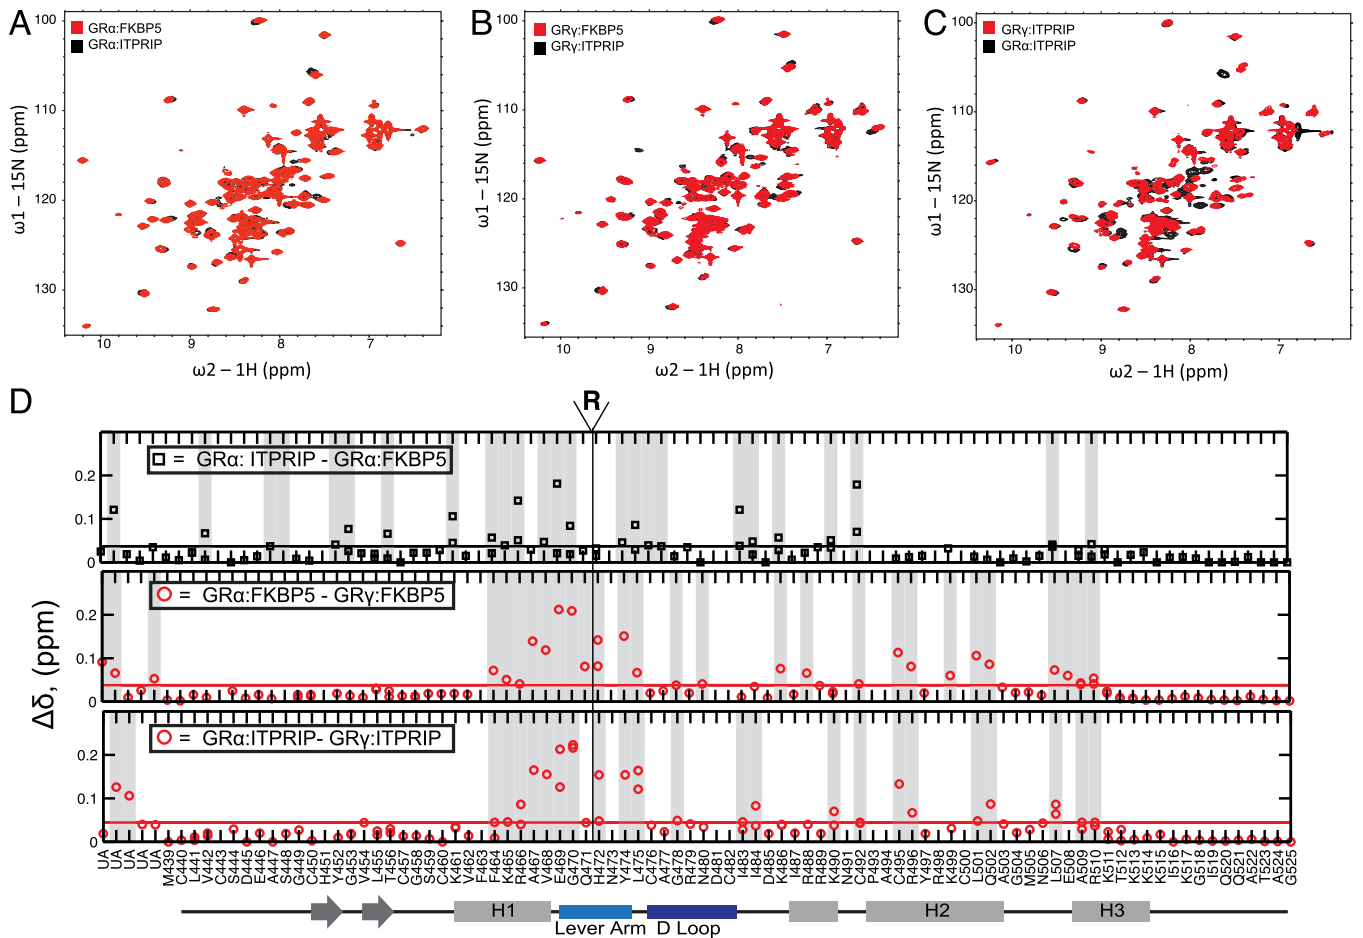 A
GRα:FKBP5
GRα:ITPRIP
100
110
120
130
10
9
8
7
ω1 – 15N (ppm)
ω2 – 1H (ppm)
B
GRγ:FKBP5
GRγ:ITPRIP
100
110
120
130
10
9
8
7
ω1 – 15N (ppm)
ω2 – 1H (ppm)
C
GRγ:ITPRIP
GRα:ITPRIP
100
110
120
130
10
9
8
7
ω1 – 15N (ppm)
ω2 – 1H (ppm)
D
R
= GRα: ITPRIP - GRα:FKBP5
0.2
0.1
0
= GRα:FKBP5 - GRγ:FKBP5
0.2
0.1
0
= GRα:ITPRIP- GRγ:ITPRIP
0.2
0.1
0
Δδ, (ppm)
UA UA UA UA UA M439 C440 L441 V442 C443 S444 D445 E446 A447 S448 G449 C450 H451 Y452 G453 V454 L455 T456 C457 G458 S459 C460 K461 V462 F463 F464 K465 R466 A467 V468 E469 G470 Q471 H472 N473 Y474 L475 C476 A477 G478 R479 N480 D481 C482 I483 I484 D485 K486 I487 R488 R489 K490 N491 C492 P493 A494 C495 R496 Y497 R498 K499 C500 L501 Q502 A503 G504 M505 N506 L507 E508 A509 R510 K511 T512 K513 K514 K515 I516 K517 G518 I519 Q520 Q521 A522 T523 A524 G525
H1
H2
H3
Lever Arm
D Loop